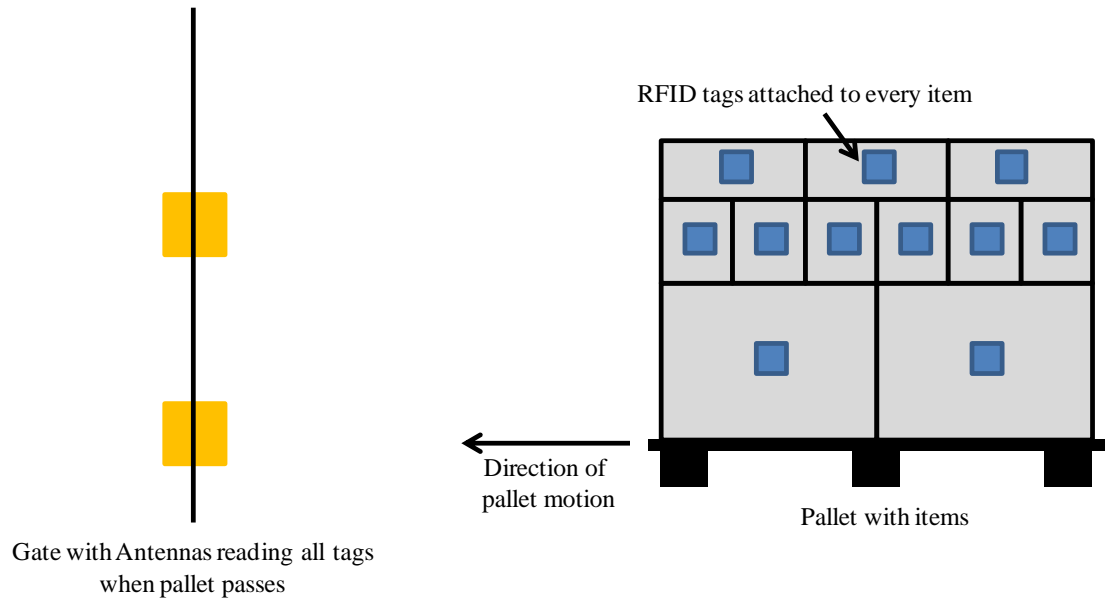 RFID tags attached to every item
Direction of
pallet motion
Pallet with items
Gate with Antennas reading all tags
when pallet passes